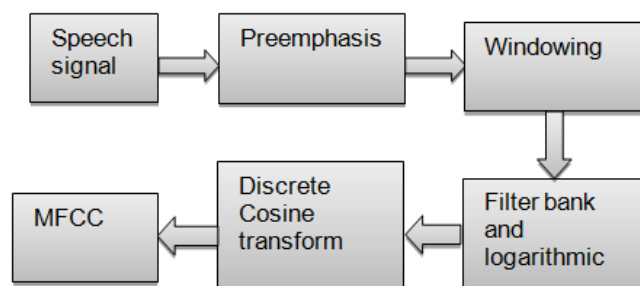 Speech
signal
Preemphasis
Windowing
Filter bank
and
logarithmic
Discrete
Cosine
transform
MFCC